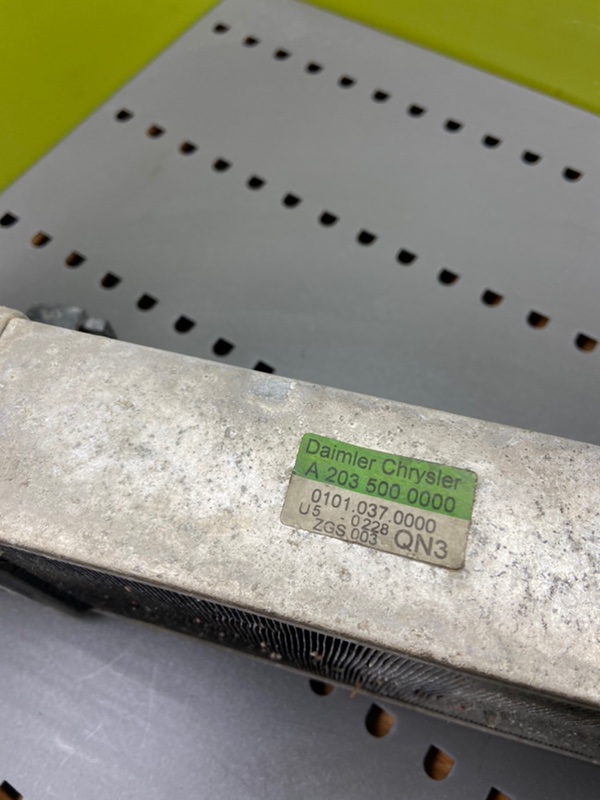 Daimler Chrysler
A 203 500 0000
0101.037.0000
U5 0228 QN3
ZGS.003